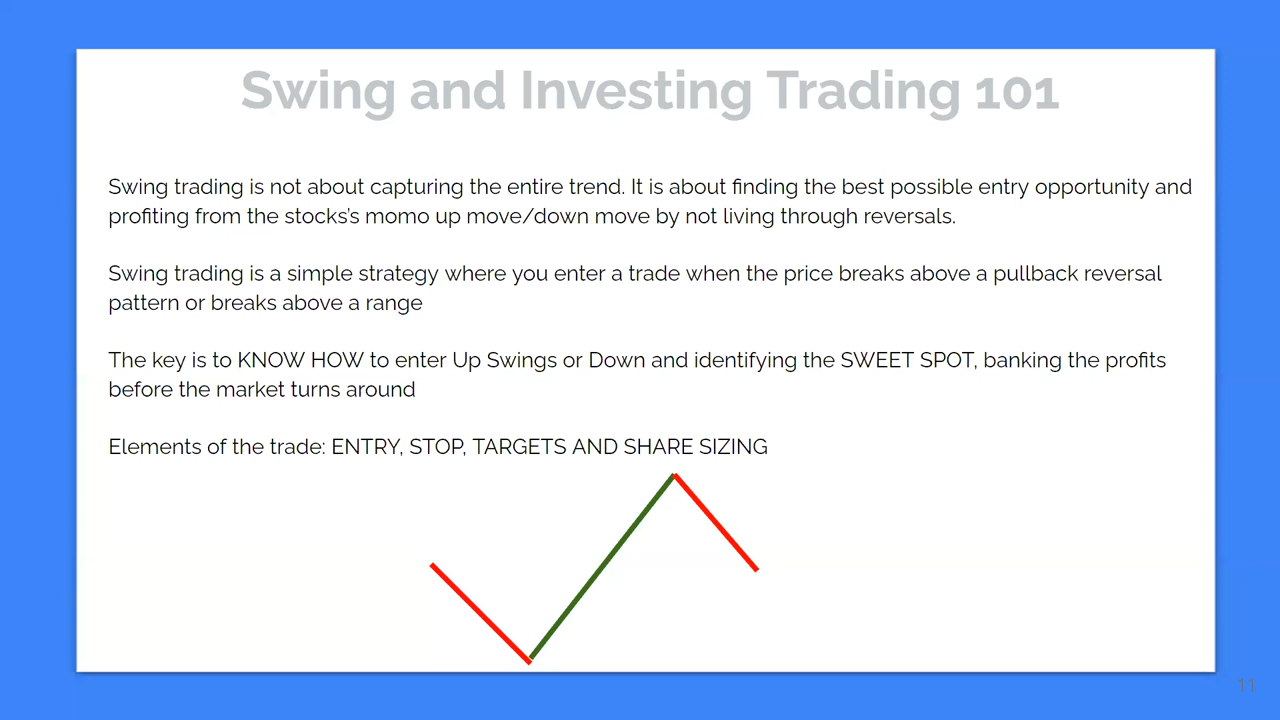 Swing and Investing Trading 101
Swing trading is not about capturing the entire trend. It is about finding the best possible entry opportunity and
profiting from the stocks's momo up move/down move by not living through reversals.
Swing trading is a simple strategy where you enter a trade when the price breaks above a pullback reversal
pattern or breaks above a range
The key is to KNOW HOW to enter Up Swings or Down and identifying the SWEET SPOT, banking the profits
before the market turns around
Elements of the trade: ENTRY, STOP, TARGETS AND SHARE SIZING
11